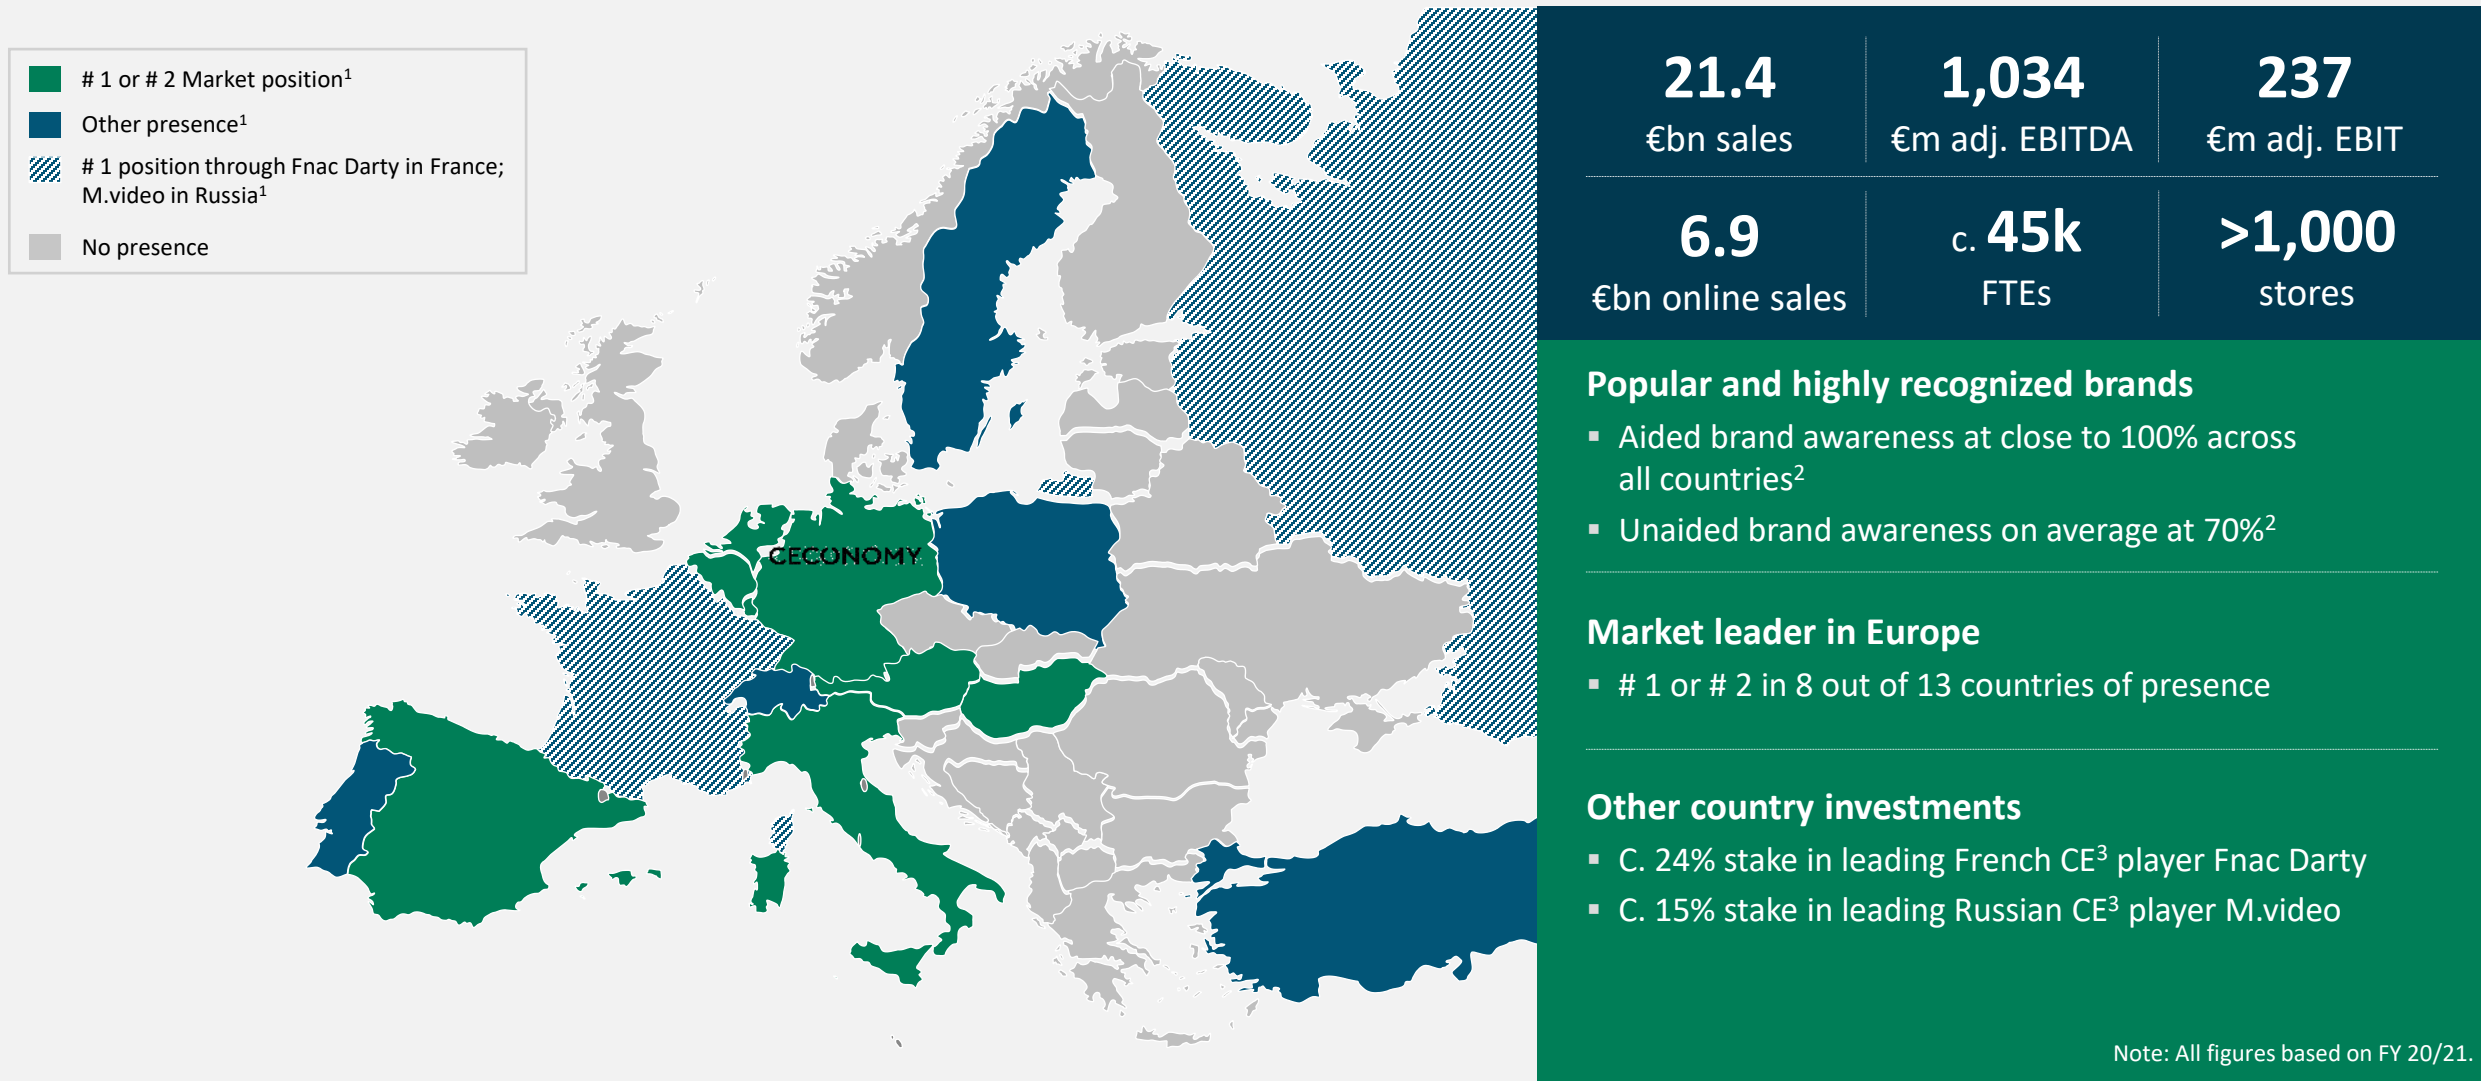 # 1 or # 2 Market position¹
Other presence¹
# 1 position through Fnac Darty in France;
M.video in Russia¹
No presence
CECONOMY
21.4
€bn sales
1,034
€m adj. EBITDA
237
€m adj. EBIT
6.9
€bn online sales
c. 45k
FTEs
>1,000
stores
Popular and highly recognized brands
▪ Aided brand awareness at close to 100% across
all countries²
▪ Unaided brand awareness on average at 70%²
Market leader in Europe
▪ # 1 or # 2 in 8 out of 13 countries of presence
Other country investments
▪ C. 24% stake in leading French CE³ player Fnac Darty
▪ C. 15% stake in leading Russian CE³ player M.video
Note: All figures based on FY 20/21.